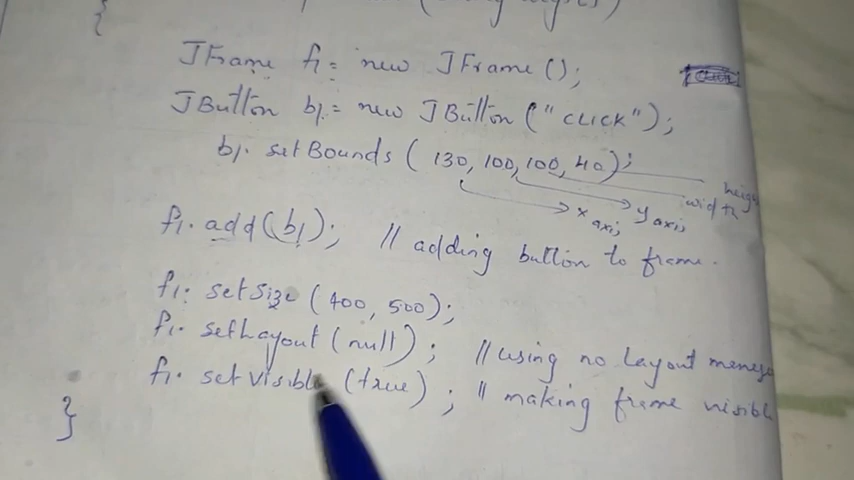 {
JFrame f1 = new JFrame();
JButton b1 = new JButton ("CLICK");
b1. setBounds ( 130, 100, 100, 40);
height
width
x axis
y axis
f1. add(b1); // adding button to frame.
f1. setSize (400, 500);
f1. setLayout (null); // using no Layout
f1. setVisible (true); // making frame visible
}